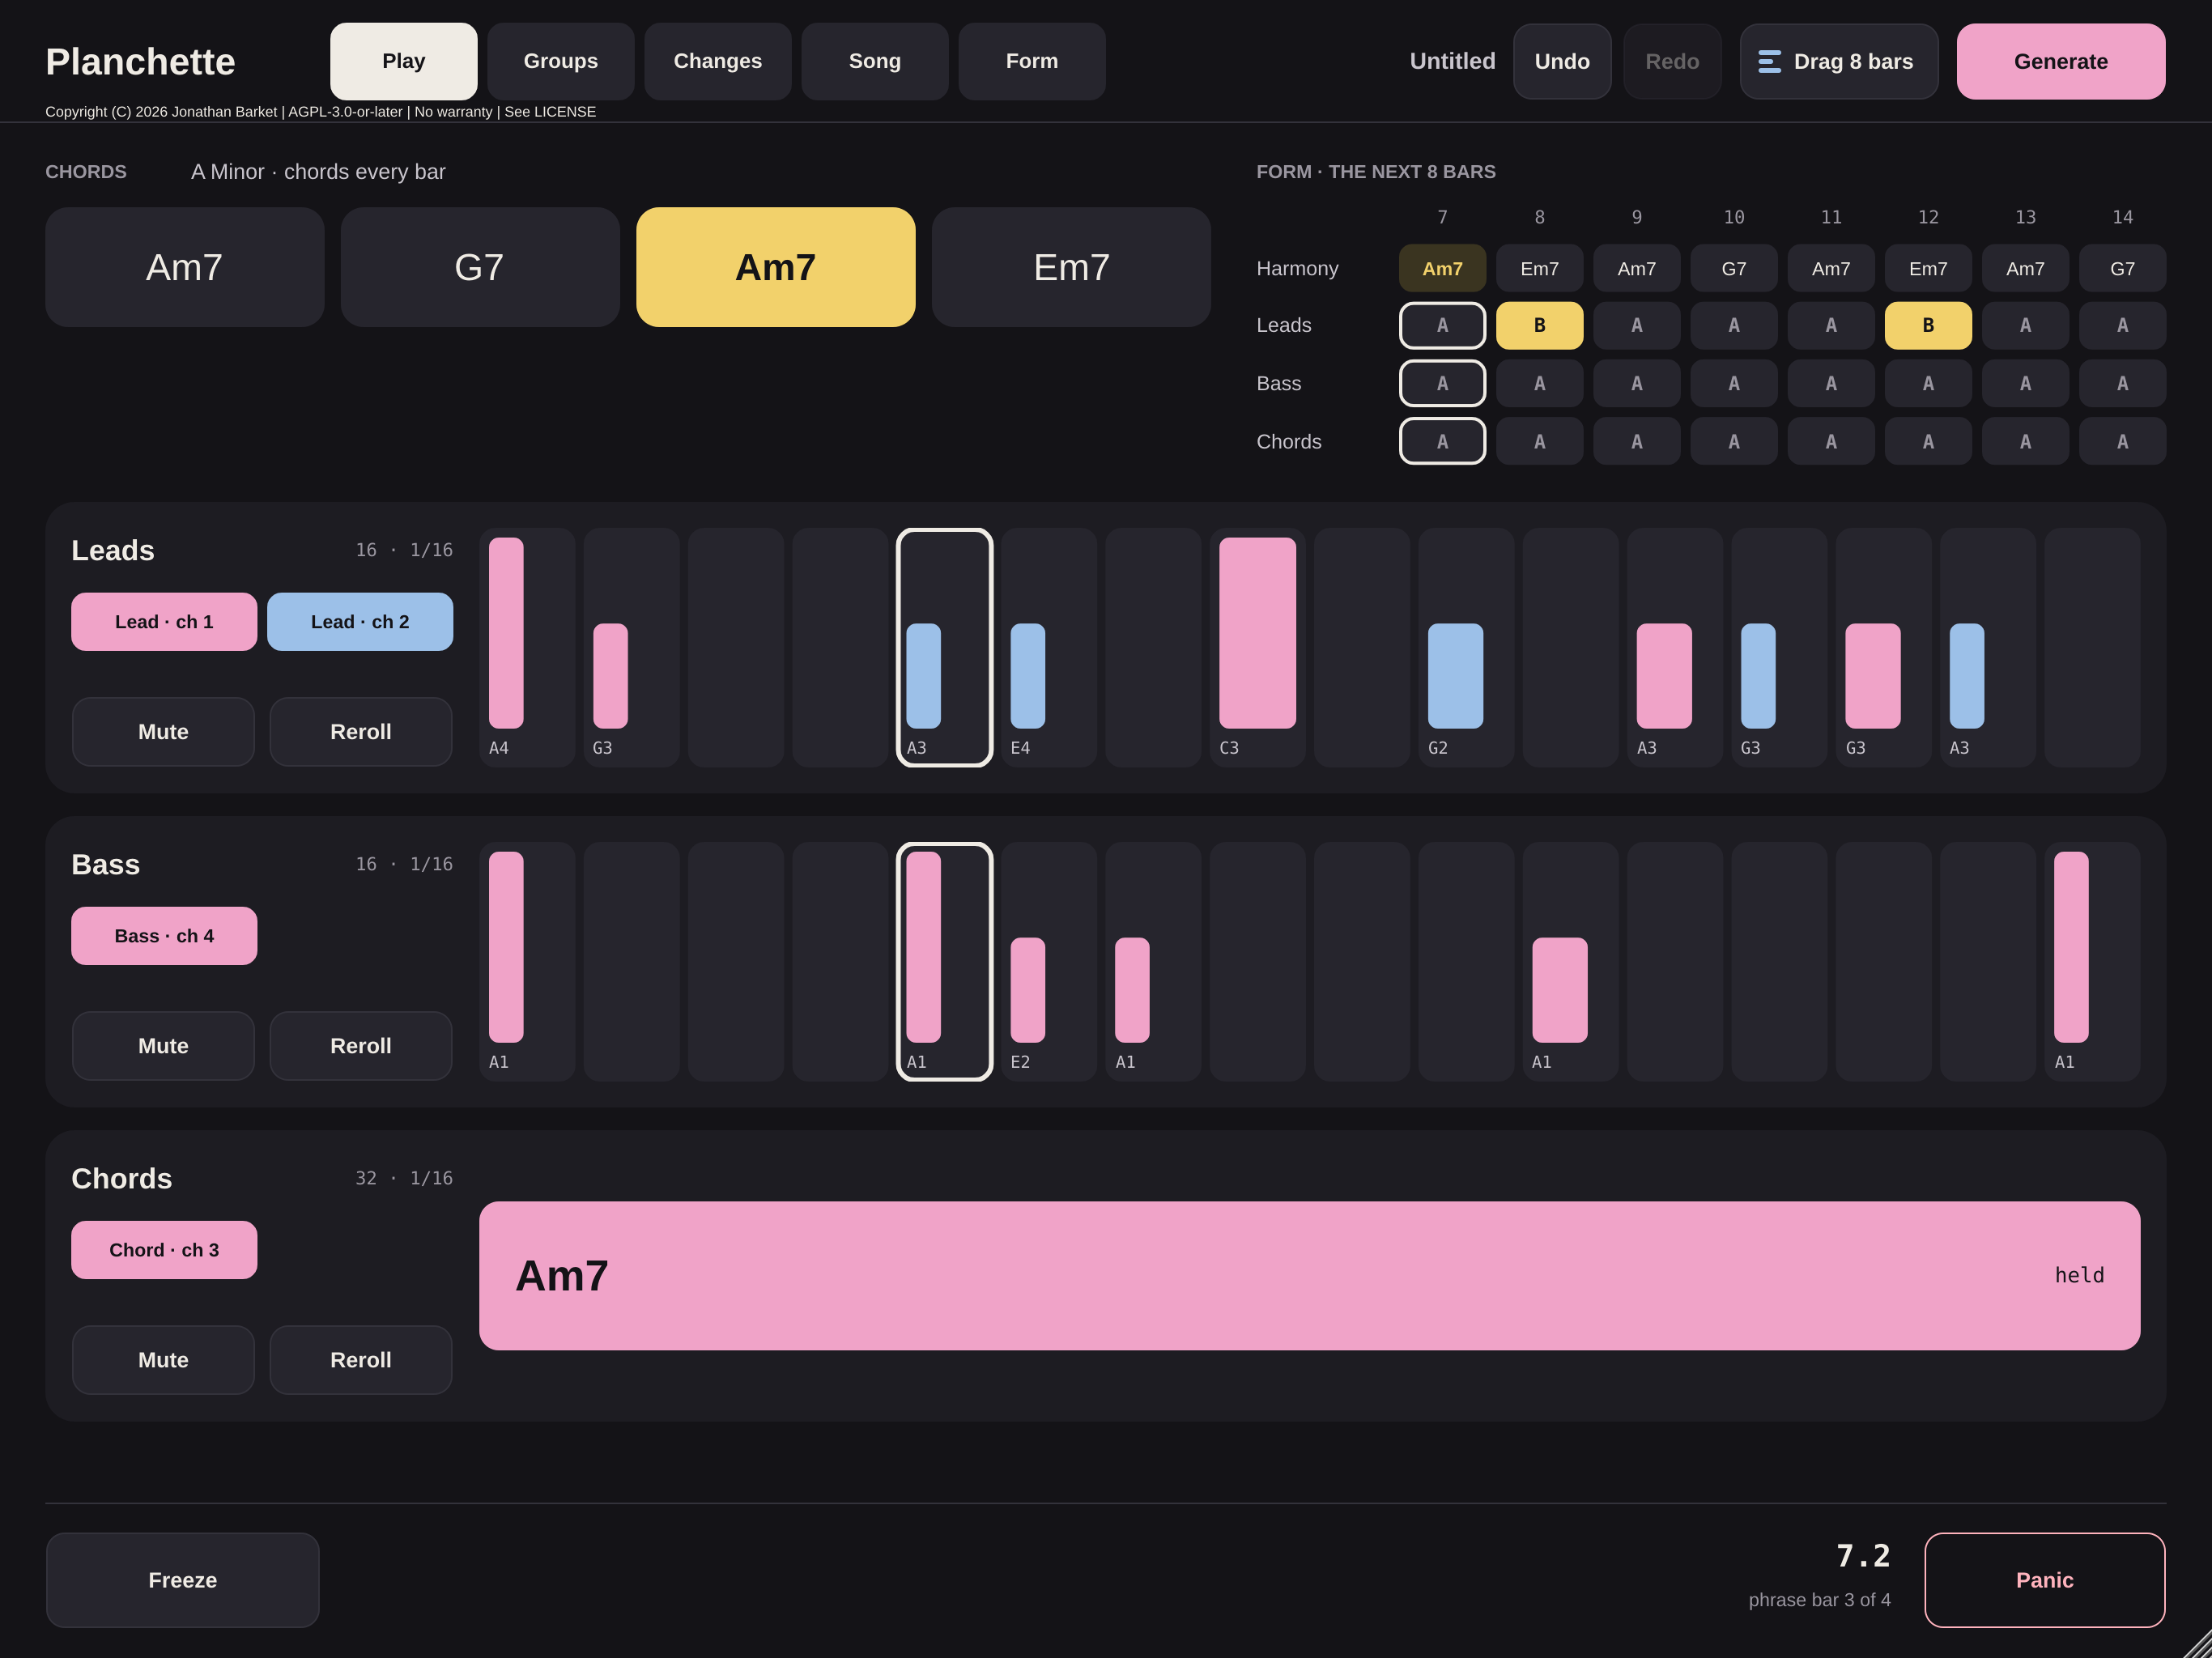 Planchette
Play
Groups
Changes
Song
Form
Untitled
Undo
Redo
Drag 8 bars
Generate
Copyright (C) 2026 Jonathan Barket | AGPL-3.0-or-later | No warranty | See LICENSE
CHORDS
A Minor · chords every bar
Am7
G7
Am7
Em7
FORM · THE NEXT 8 BARS
7 8 9 10 11 12 13 14
Harmony Am7 Em7 Am7 G7 Am7 Em7 Am7 G7
Leads A B A A A B A A
Bass A A A A A A A A
Chords A A A A A A A A
Leads
16 · 1/16
Lead · ch 1
Lead · ch 2
Mute
Reroll
A4 G3 A3 E4 C3 G2 A3 G3 G3 A3
Bass
16 · 1/16
Bass · ch 4
Mute
Reroll
A1 A1 E2 A1 A1 A1
Chords
32 · 1/16
Chord · ch 3
Mute
Reroll
Am7
held
Freeze
7.2
phrase bar 3 of 4
Panic